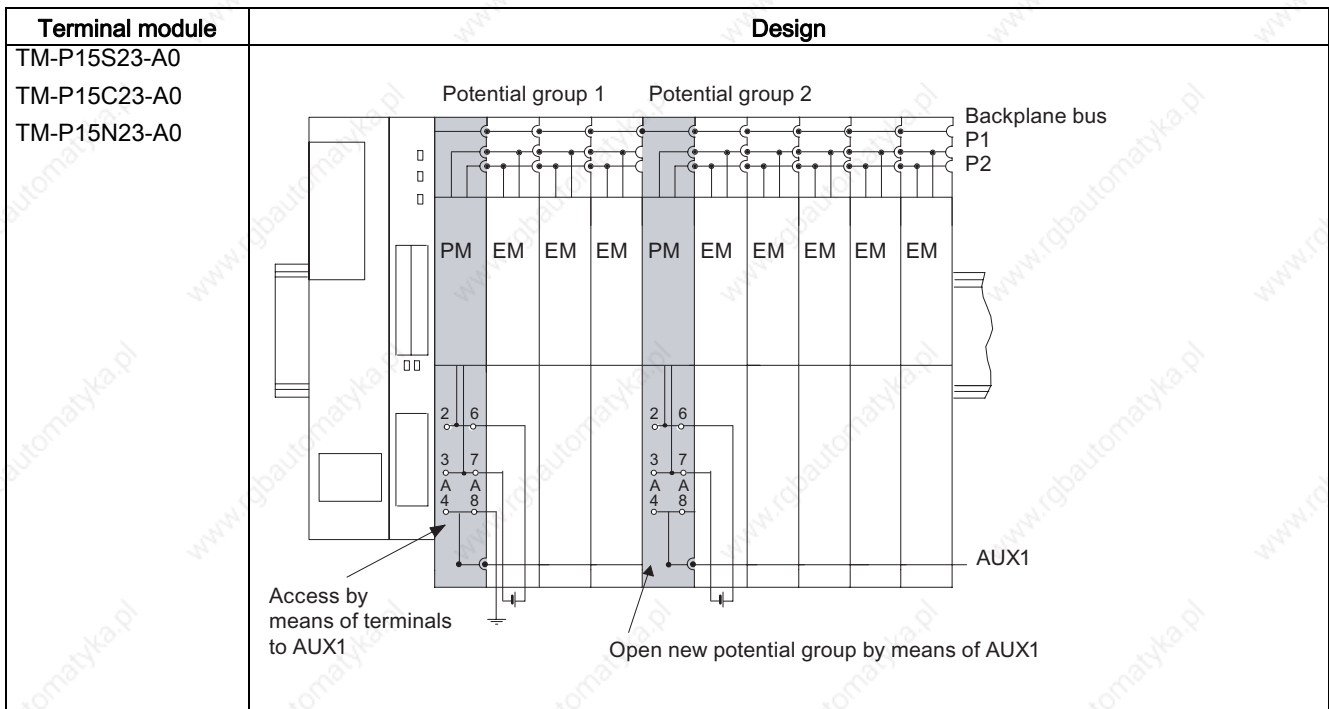 Terminal module Design
TM-P15S23-A0
TM-P15C23-A0
TM-P15N23-A0
Potential group 1 Potential group 2
Backplane bus
P1
P2
PM EM EM EM PM EM EM EM EM EM
2 6 2 6
3 7 3 7
A A A A
4 8 4 8
AUX1
Access by
means of terminals
to AUX1
Open new potential group by means of AUX1
www.rgbautomatyka.pl